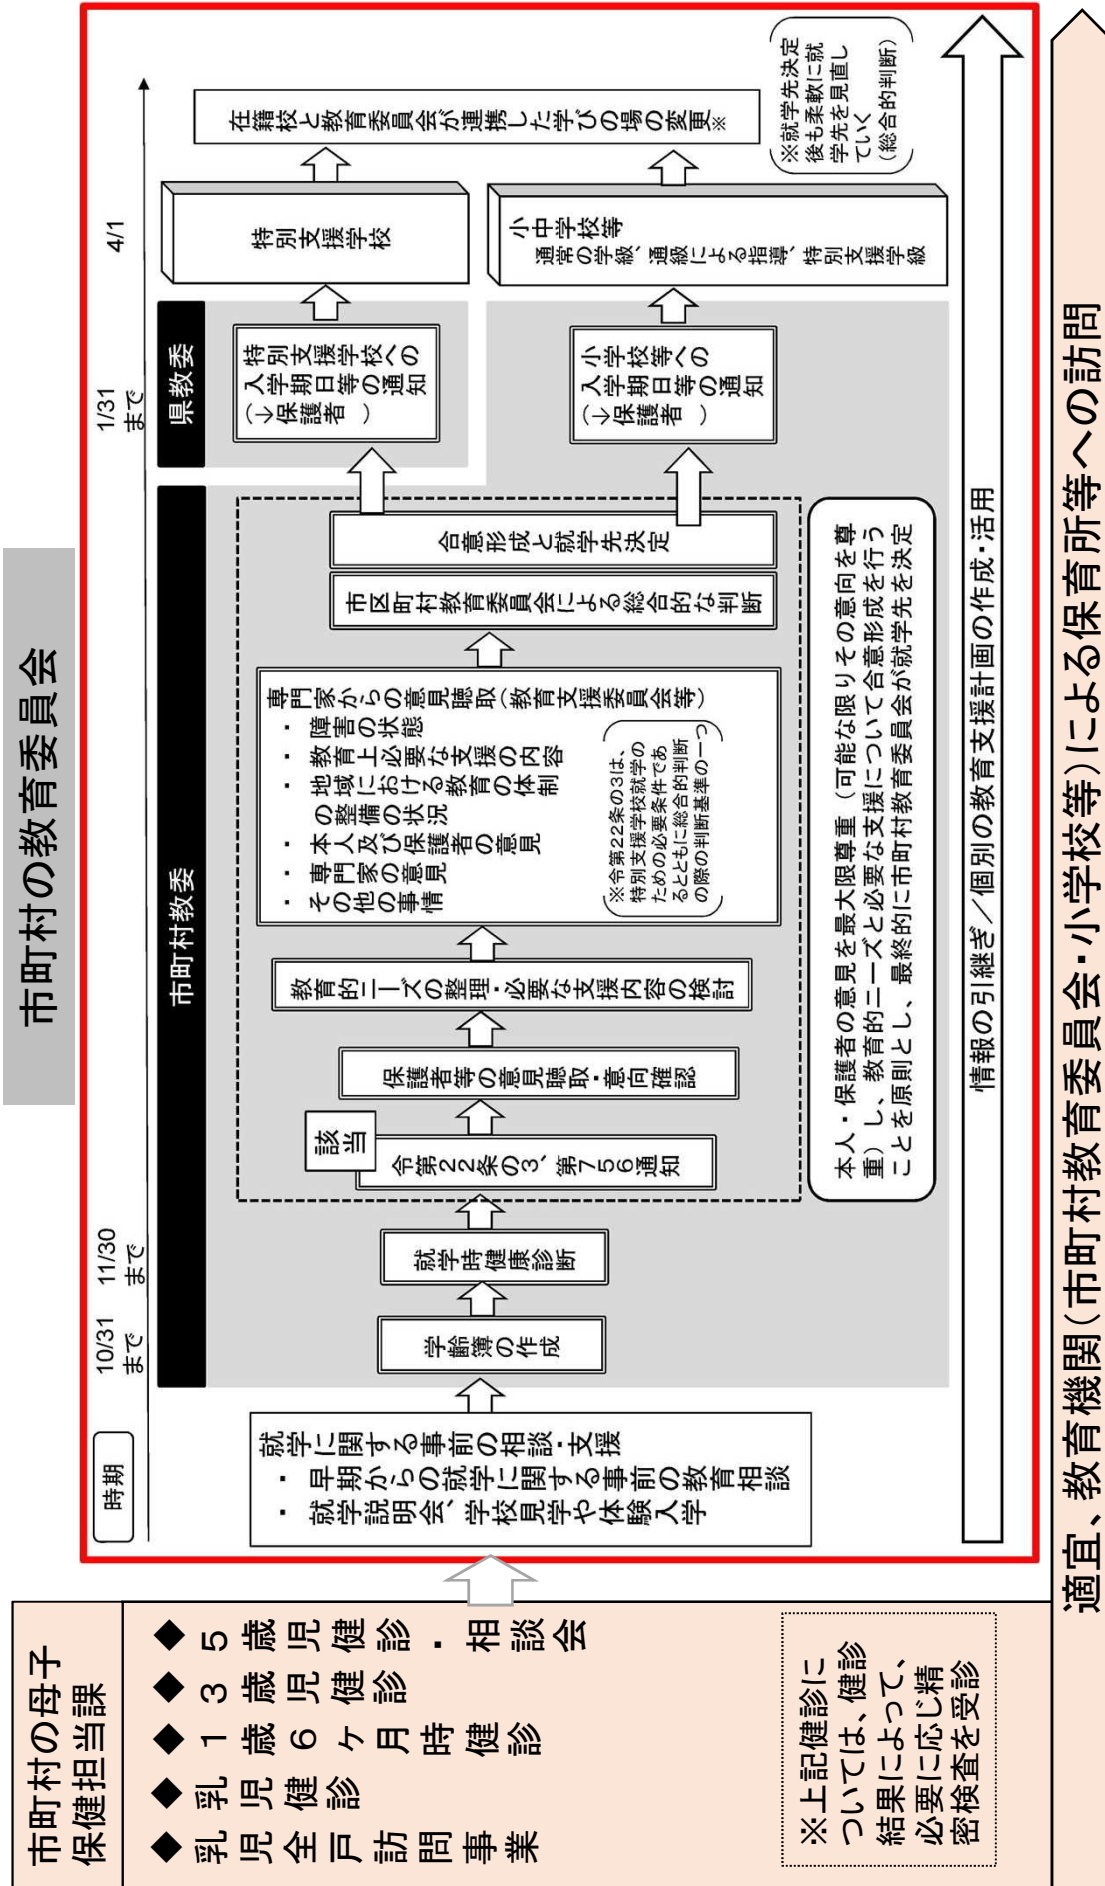 市町村の母子
保健担当課
◆乳児全戸訪問事業
◆乳児健診
◆1歳6ヶ月時健診
◆3歳児健診
◆5歳児健診・相談会
※上記健診に
ついては、健診
結果によって、
必要に応じ精
密検査を受診
市町村の教育委員会
時期
10/31
まで
11/30
まで
1/31
まで
4/1
市町村教委
県教委
就学に関する事前の相談・支援
・ 早期からの就学に関する事前の教育相談
・ 就学説明会、学校見学や体験入学
学齢簿の作成
就学時健康診断
該当
令第22条の3、第756通知
保護者等の意見聴取・意向確認
教育的ニーズの整理・必要な支援内容の検討
専門家からの意見聴取(教育支援委員会等)
・ 障害の状態
・ 教育上必要な支援の内容
・ 地域における教育の体制
の整備の状況
・ 本人及び保護者の意見
・ 専門家の意見
・ その他の事情
※令第22条の3は、
特別支援学校就学の
ための必要条件であ
るとともに総合的判断
の際の判断基準の一つ
市区町村教育委員会による総合的な判断
合意形成と就学先決定
特別支援学校への
入学期日等の通知
(→保護者 )
小学校等への
入学期日等の通知
(→保護者 )
特別支援学校
小中学校等
通常の学級、通級による指導、特別支援学級
在籍校と教育委員会が連携した学びの場の変更※
※就学先決定
後も柔軟に就
学先を見直し
ていく
(総合的判断)
本人・保護者の意見を最大限尊重(可能な限りその意向を尊
重)し、教育的ニーズと必要な支援について合意形成を行う
ことを原則とし、最終的に市町村教育委員会が就学先を決定
情報の引継ぎ/個別の教育支援計画の作成・活用
適宜、教育機関(市町村教育委員会・小学校等)による保育所等への訪問